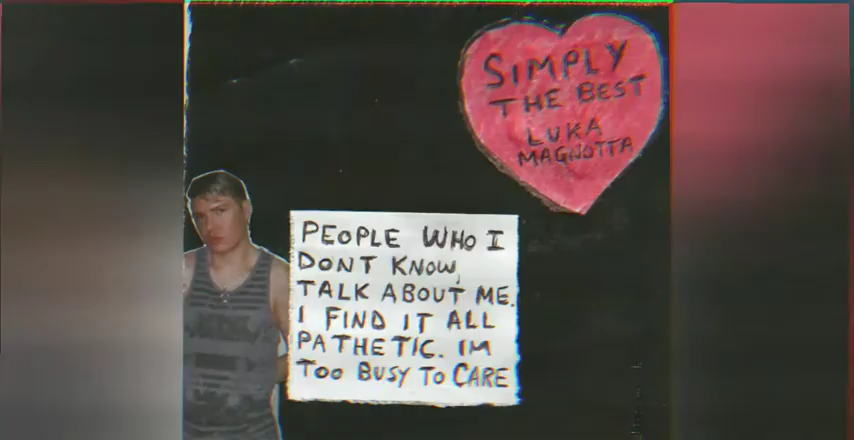 SIMPLY
THE BEST
LUKA
MAGNOTTA
PEOPLE WHO I
DONT KNOW,
TALK ABOUT ME.
I FIND IT ALL
PATHETIC. IM
TOO BUSY TO CARE